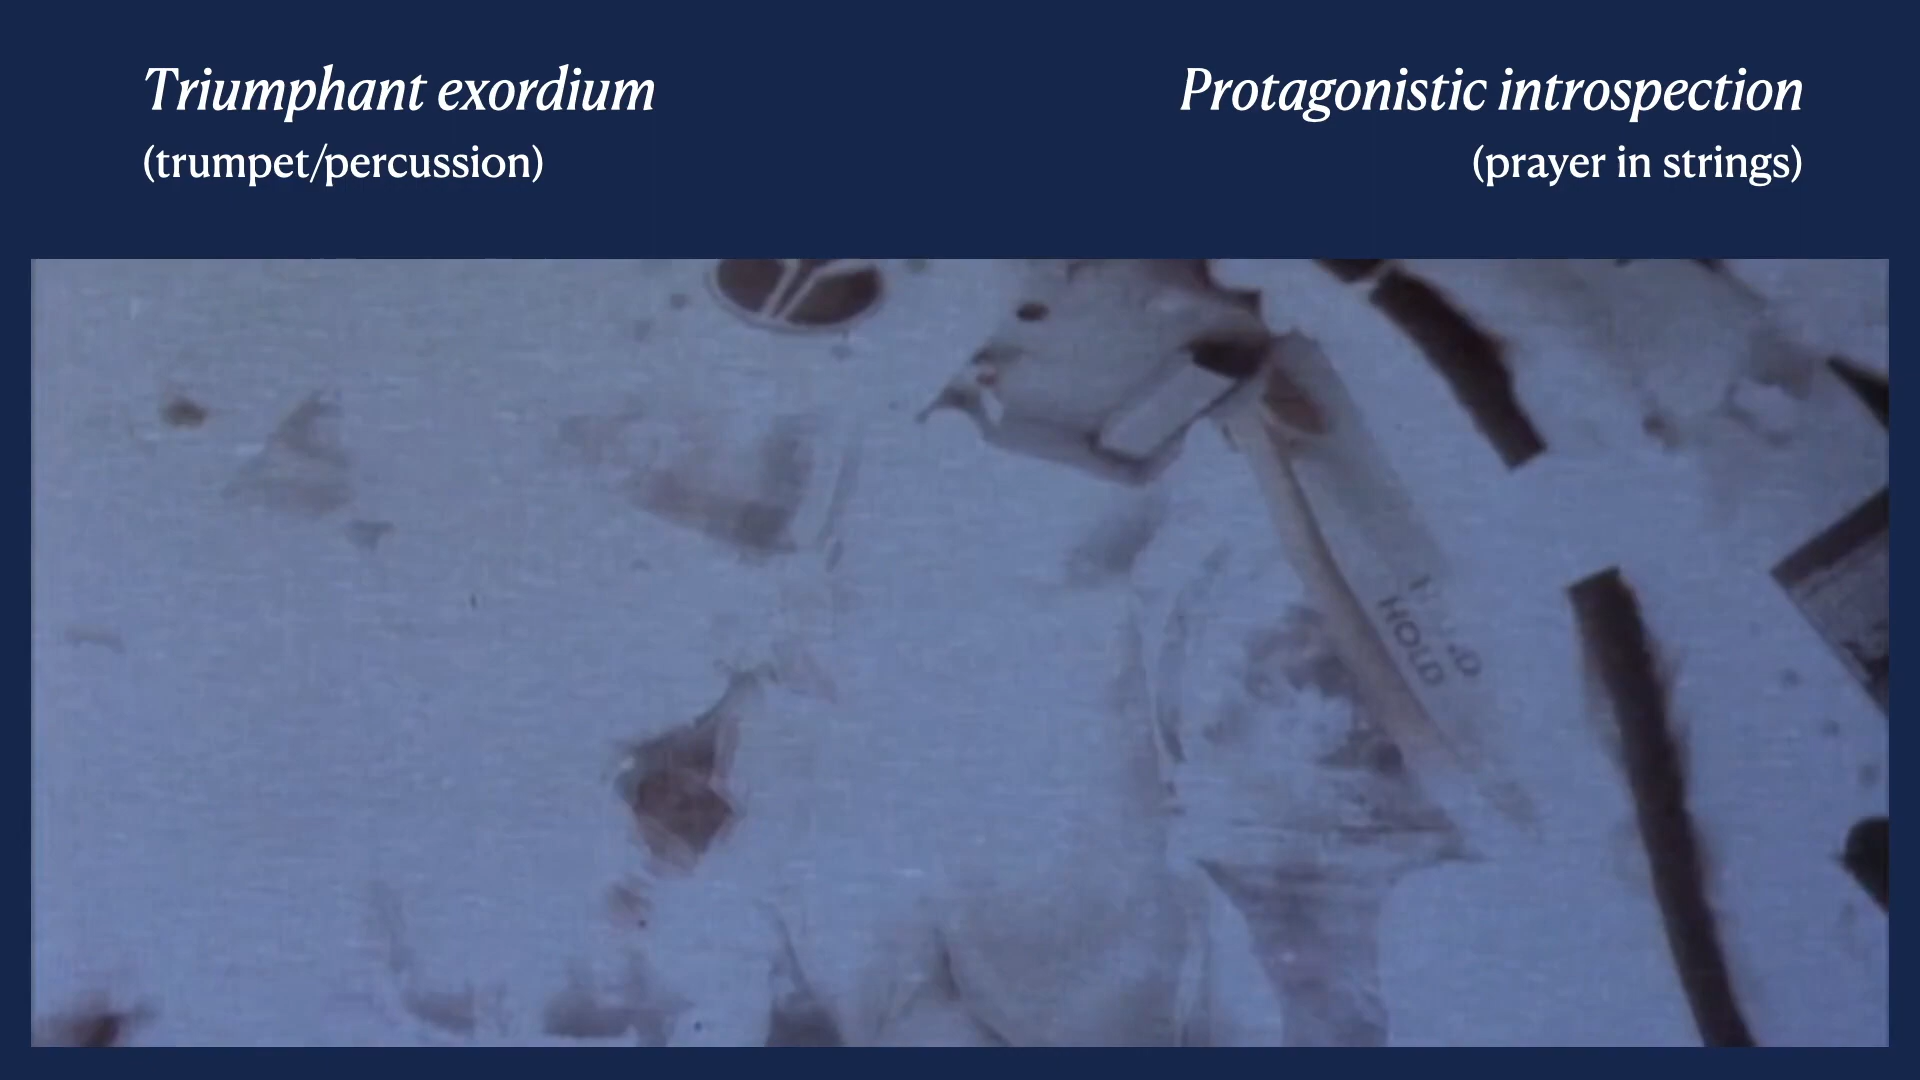 Triumphant exordium
(trumpet/percussion)
Protagonistic introspection
(prayer in strings)
HOLD